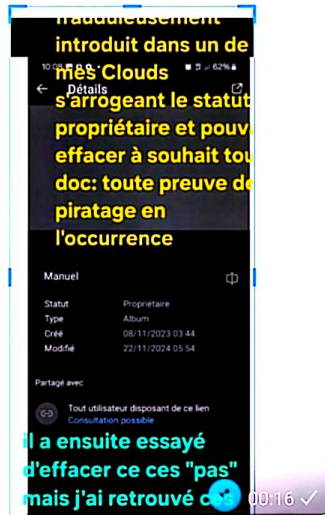 frauduleusement
introduit dans un de
10:08 62%
mes Clouds
Détails
s'arrogeant le statut
propriétaire et pouv
effacer à souhait tou
doc: toute preuve de
piratage en
l'occurrence
Manuel
Statut Propriétaire
Type Album
Créé 08/11/2023 03:44
Modifié 22/11/2024 05:54
Partagé avec
Tout utilisateur disposant de ce lien
Consultation possible
il a ensuite essayé
d'effacer ce ces "pas"
mais j'ai retrouvé
00:16